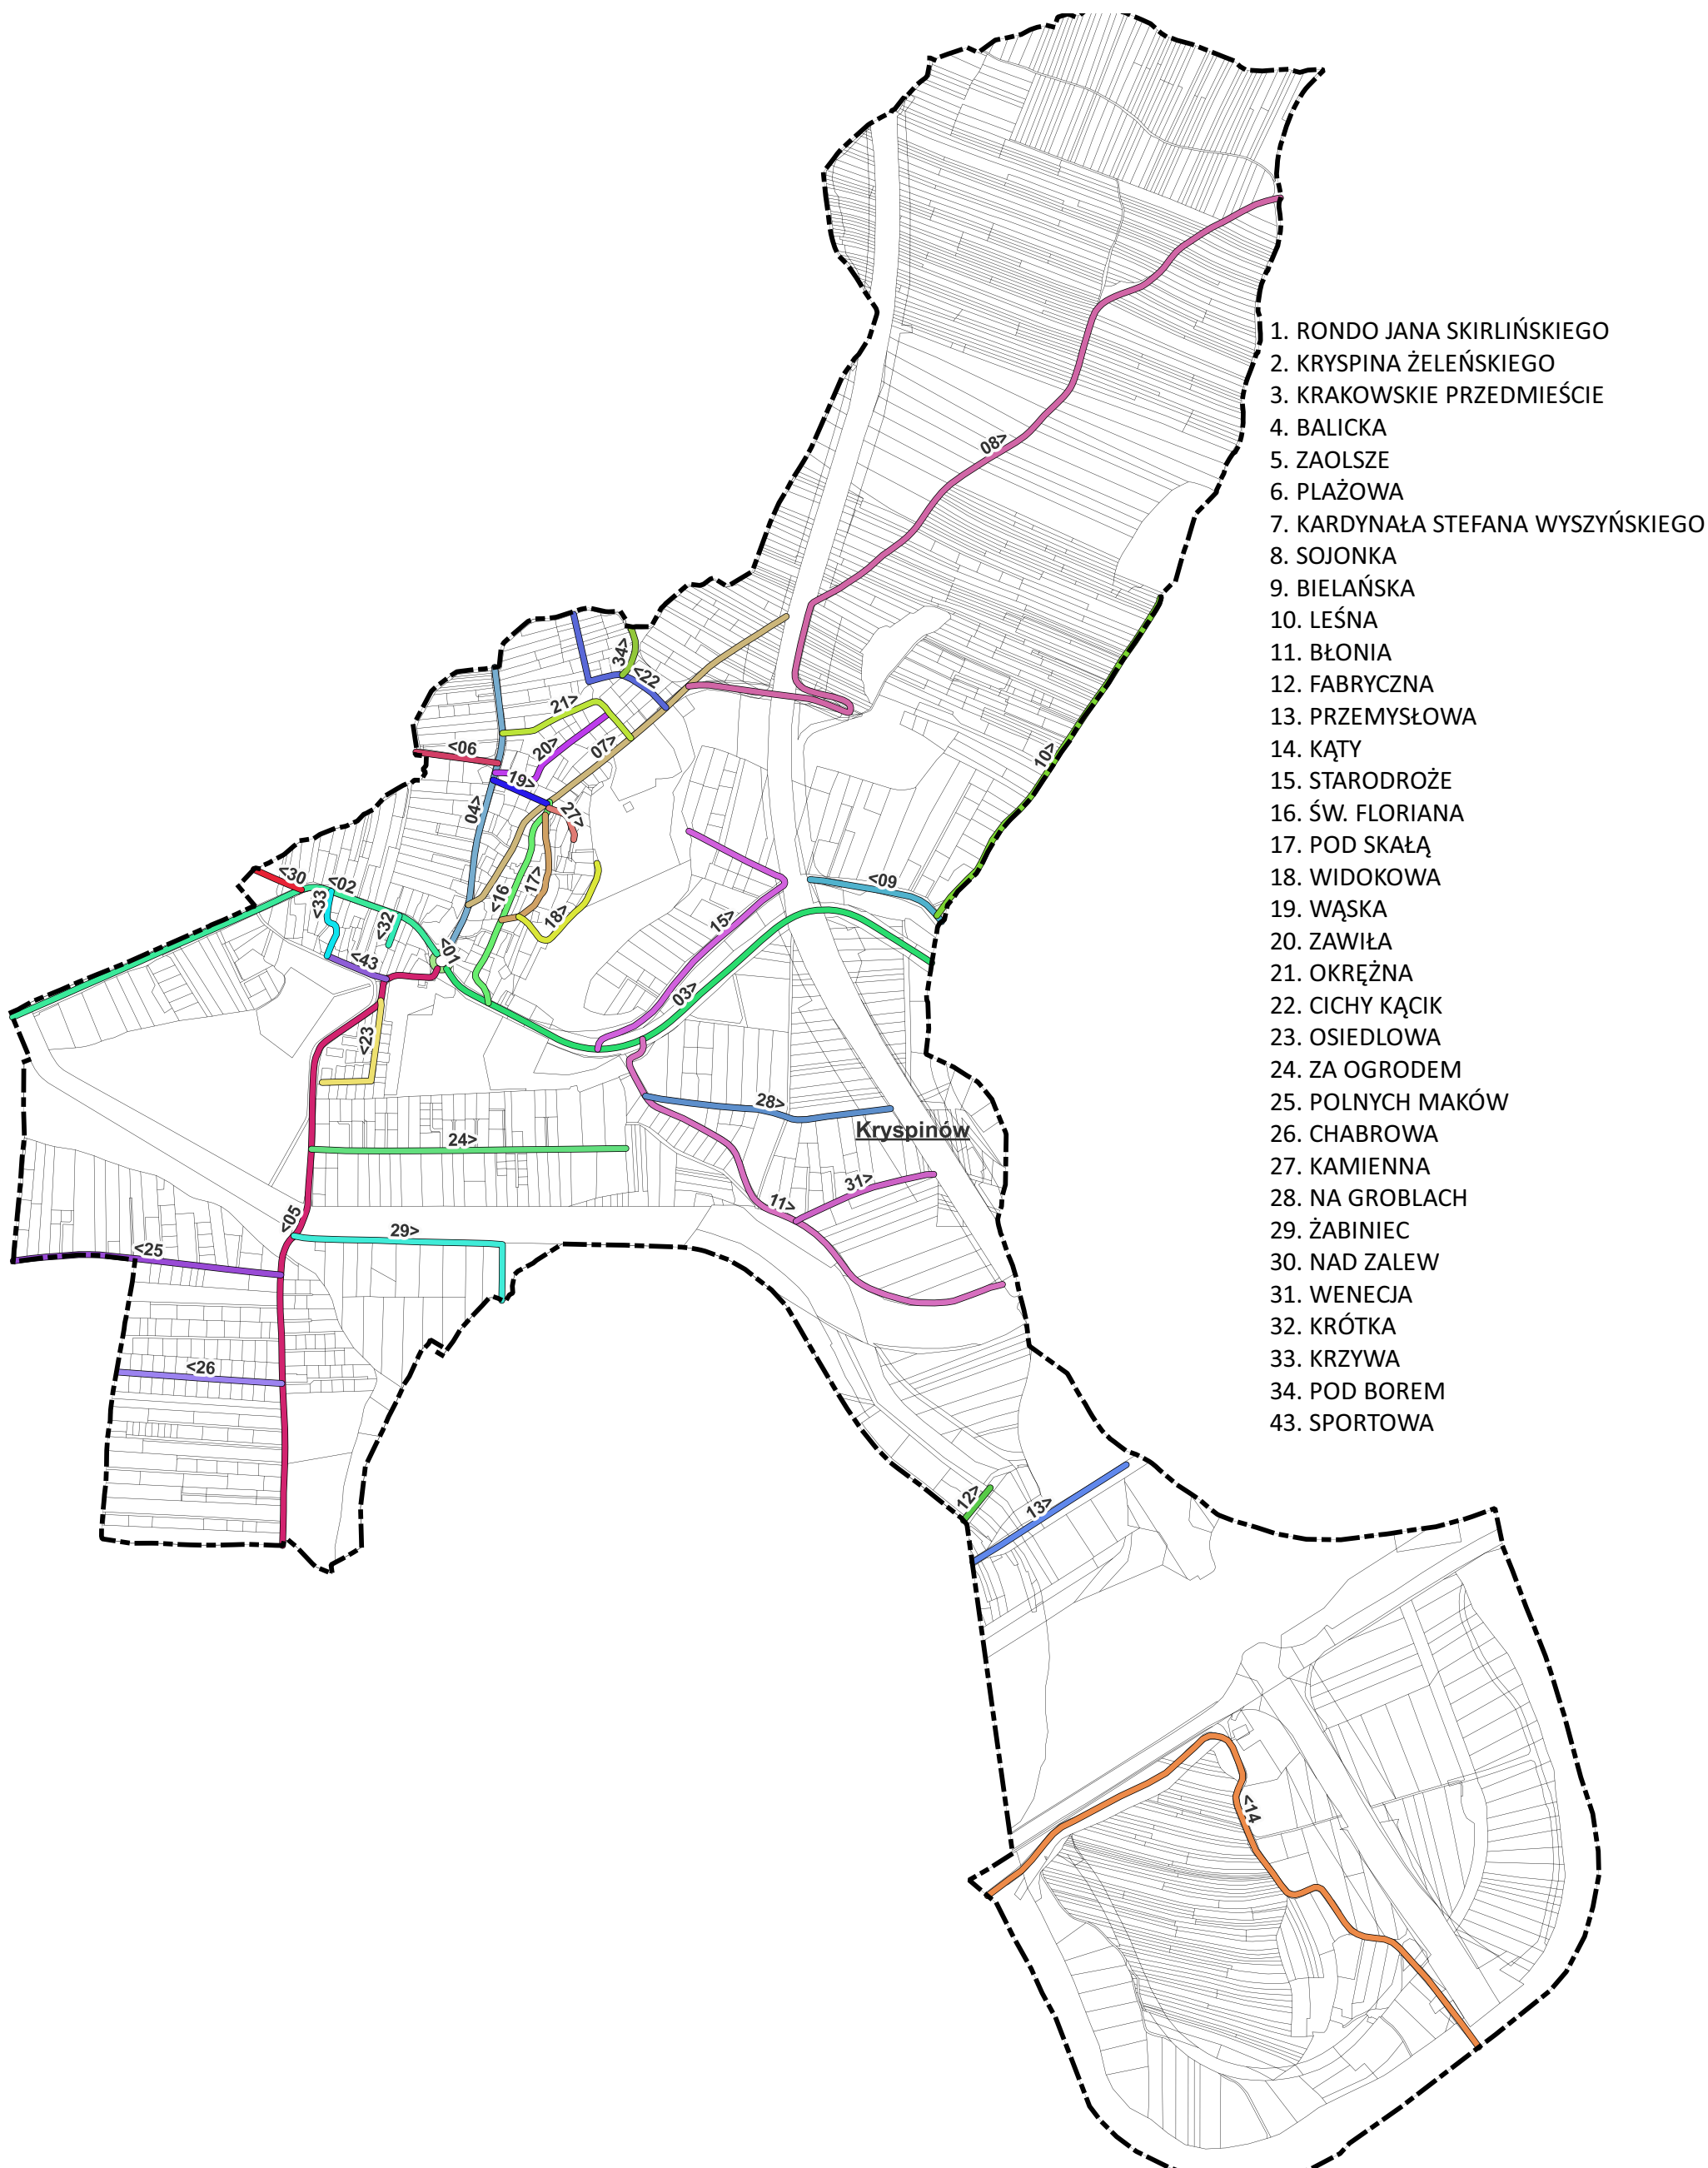 1. RONDO JANA SKIRLIŃSKIEGO
2. KRYSPINA ŻELEŃSKIEGO
3. KRAKOWSKIE PRZEDMIEŚCIE
4. BALICKA
5. ZAOLSZE
6. PLAŻOWA
7. KARDYNAŁA STEFANA WYSZYŃSKIEGO
8. SOJONKA
9. BIELAŃSKA
10. LEŚNA
11. BŁONIA
12. FABRYCZNA
13. PRZEMYSŁOWA
14. KĄTY
15. STARODROŻE
16. ŚW. FLORIANA
17. POD SKAŁĄ
18. WIDOKOWA
19. WĄSKA
20. ZAWIŁA
21. OKRĘŻNA
22. CICHY KĄCIK
23. OSIEDLOWA
24. ZA OGRODEM
25. POLNYCH MAKÓW
26. CHABROWA
27. KAMIENNA
28. NA GROBLACH
29. ŻABINIEC
30. NAD ZALEW
31. WENECJA
32. KRÓTKA
33. KRZYWA
34. POD BOREM
43. SPORTOWA
08>
34>
<22
21>
<06
20>
07>
19>
04>
27>
10>
<30
<02
<33
<32
<16
17>
18>
<09
<01
<43
15>
03>
<23
28>
Kryspinów
24>
31>
11>
<05
29>
<25
<26
12>
13>
<14